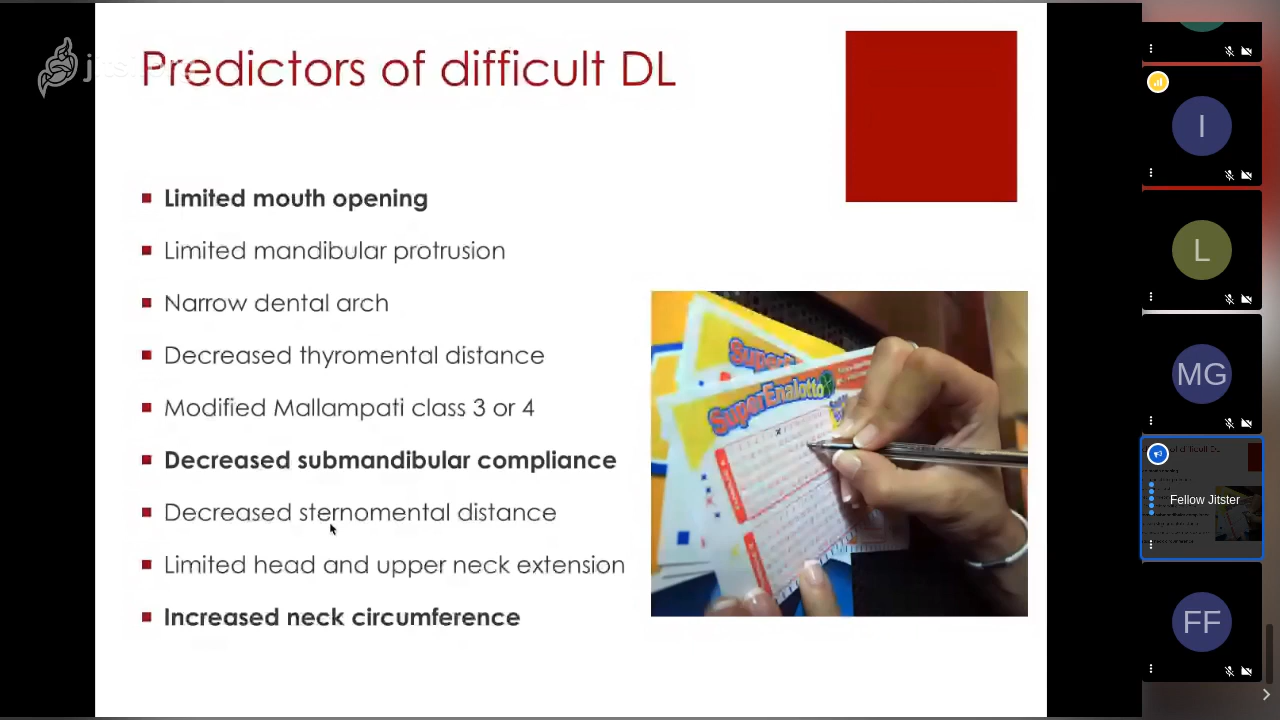 jitsi.org
Predictors of difficult DL
Limited mouth opening
Limited mandibular protrusion
Narrow dental arch
Decreased thyromental distance
Modified Mallampati class 3 or 4
Decreased submandibular compliance
Decreased sternomental distance
Limited head and upper neck extension
Increased neck circumference
SuperEnalotto
I
L
MG
Fellow Jitster
FF